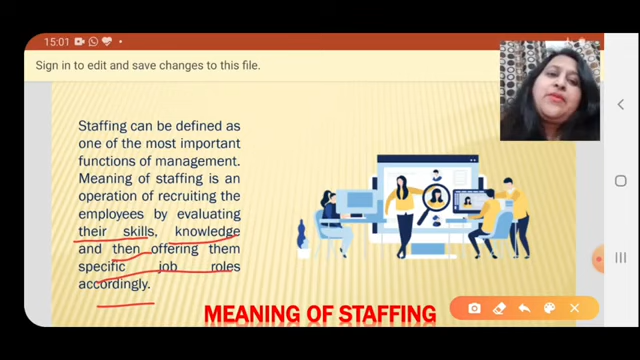 15:01
Sign in to edit and save changes to this file.
Staffing can be defined as
one of the most important
functions of management.
Meaning of staffing is an
operation of recruiting the
employees by evaluating
their skills, knowledge
and then offering them
specific job roles
accordingly.
MEANING OF STAFFING